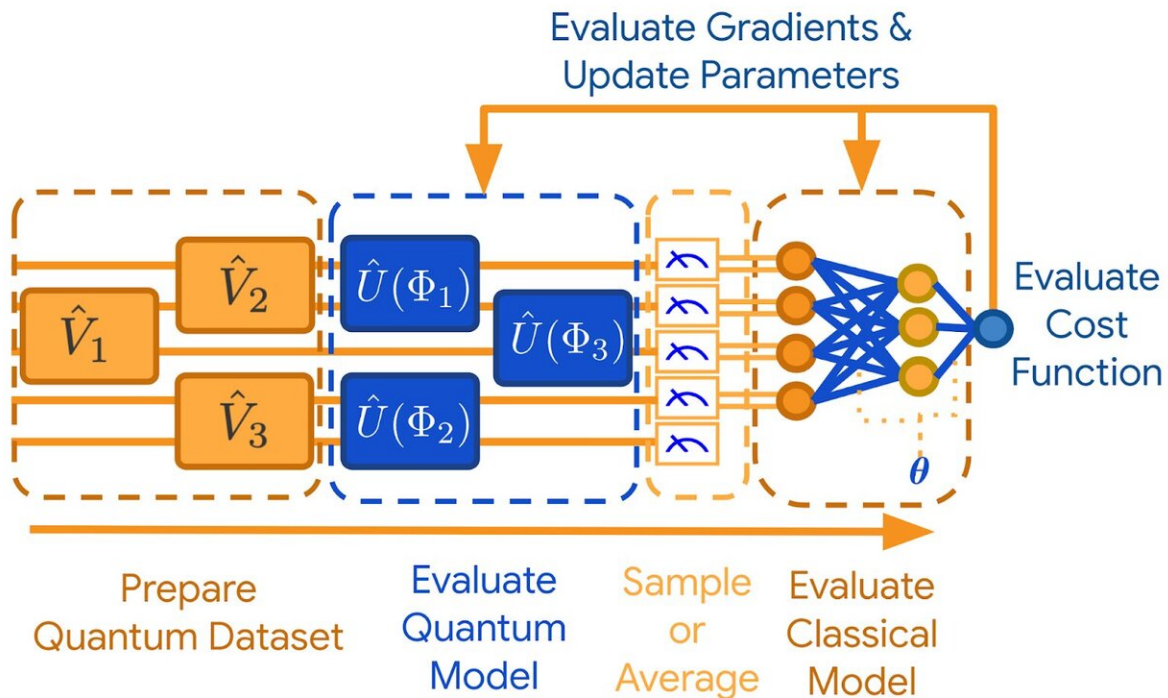 Evaluate Gradients &
Update Parameters
V̂₁
V̂₂
V̂₃
Û(Φ₁)
Û(Φ₂)
Û(Φ₃)
θ
Evaluate
Cost
Function
Prepare
Quantum Dataset
Evaluate
Quantum
Model
Sample
or
Average
Evaluate
Classical
Model